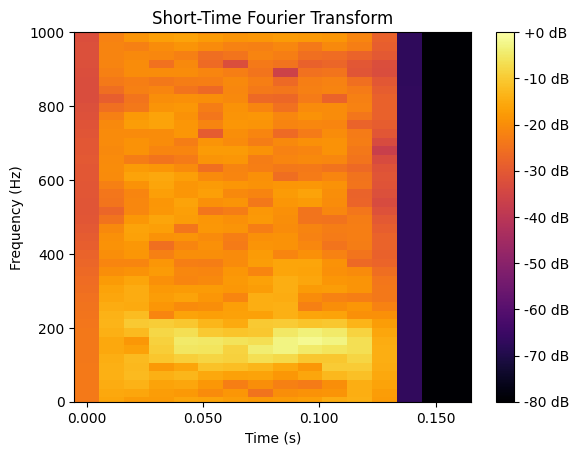 Short-Time Fourier Transform
1000
800
600
400
200
0
Frequency (Hz)
0.000
0.050
0.100
0.150
Time (s)
+0 dB
-10 dB
-20 dB
-30 dB
-40 dB
-50 dB
-60 dB
-70 dB
-80 dB